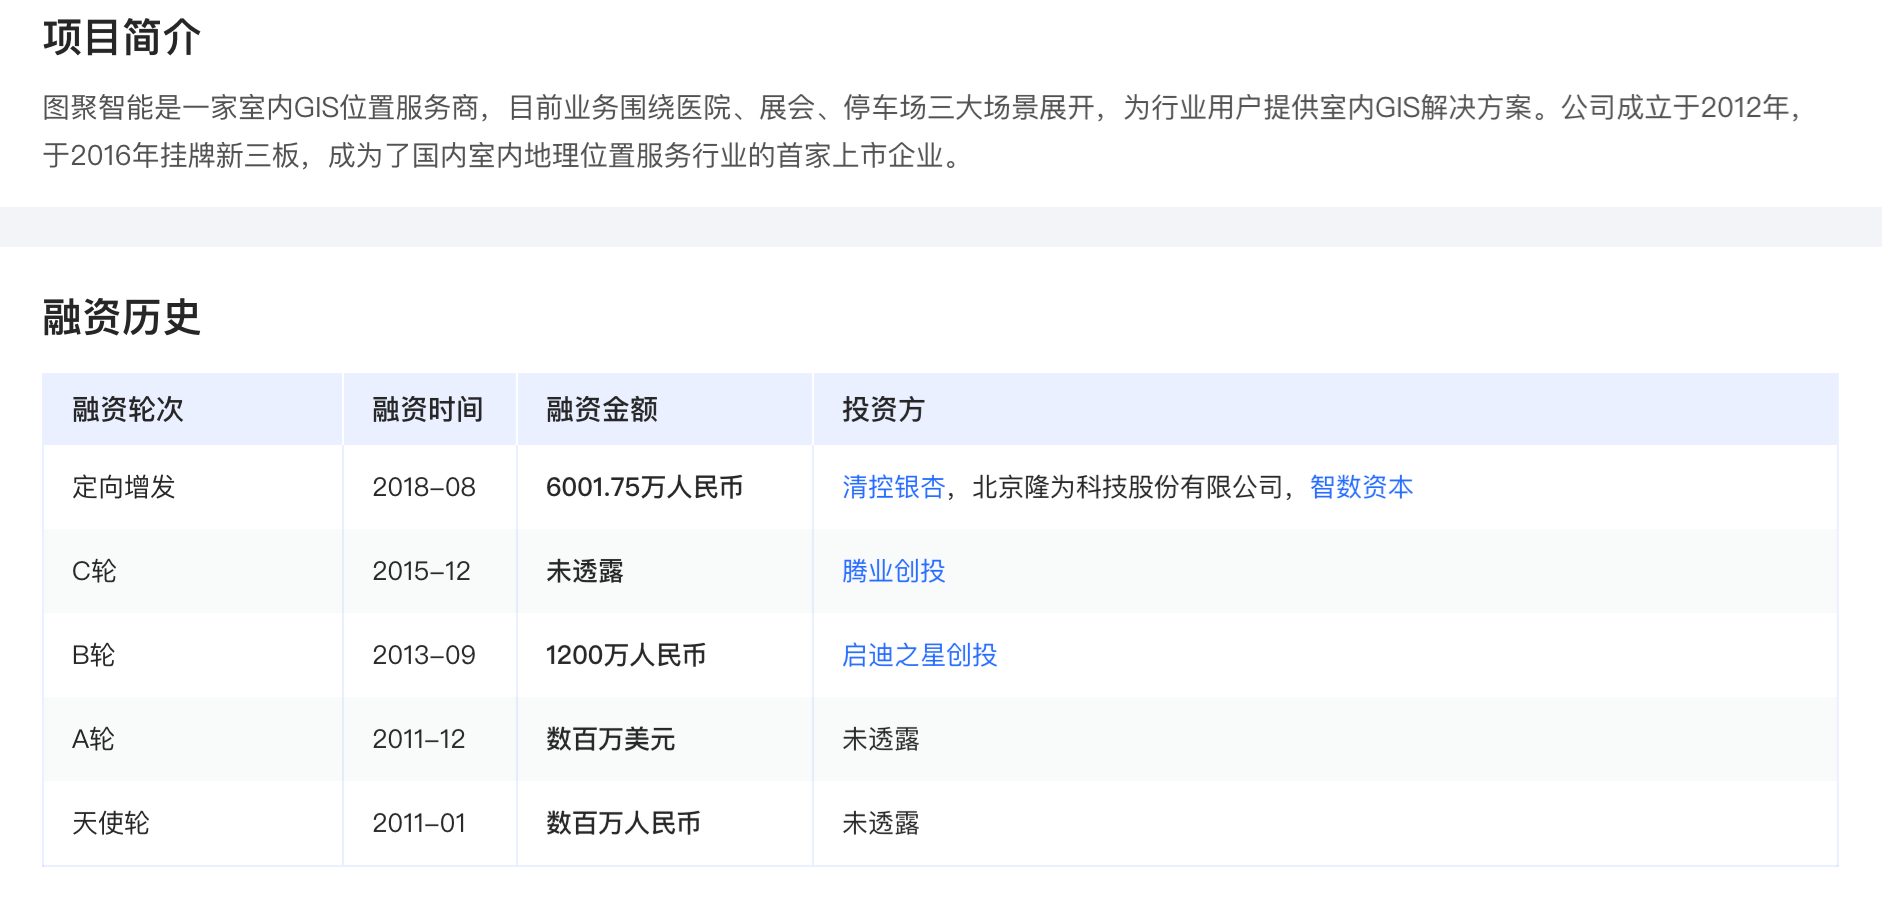 项目简介
图聚智能是一家室内GIS位置服务商，目前业务围绕医院、展会、停车场三大场景展开，为行业用户提供室内GIS解决方案。公司成立于2012年，
于2016年挂牌新三板，成为了国内室内地理位置服务行业的首家上市企业。
融资历史
融资轮次 融资时间 融资金额 投资方
定向增发 2018-08 6001.75万人民币 清控银杏，北京隆为科技股份有限公司，智数资本
C轮 2015-12 未透露 腾业创投
B轮 2013-09 1200万人民币 启迪之星创投
A轮 2011-12 数百万美元 未透露
天使轮 2011-01 数百万人民币 未透露